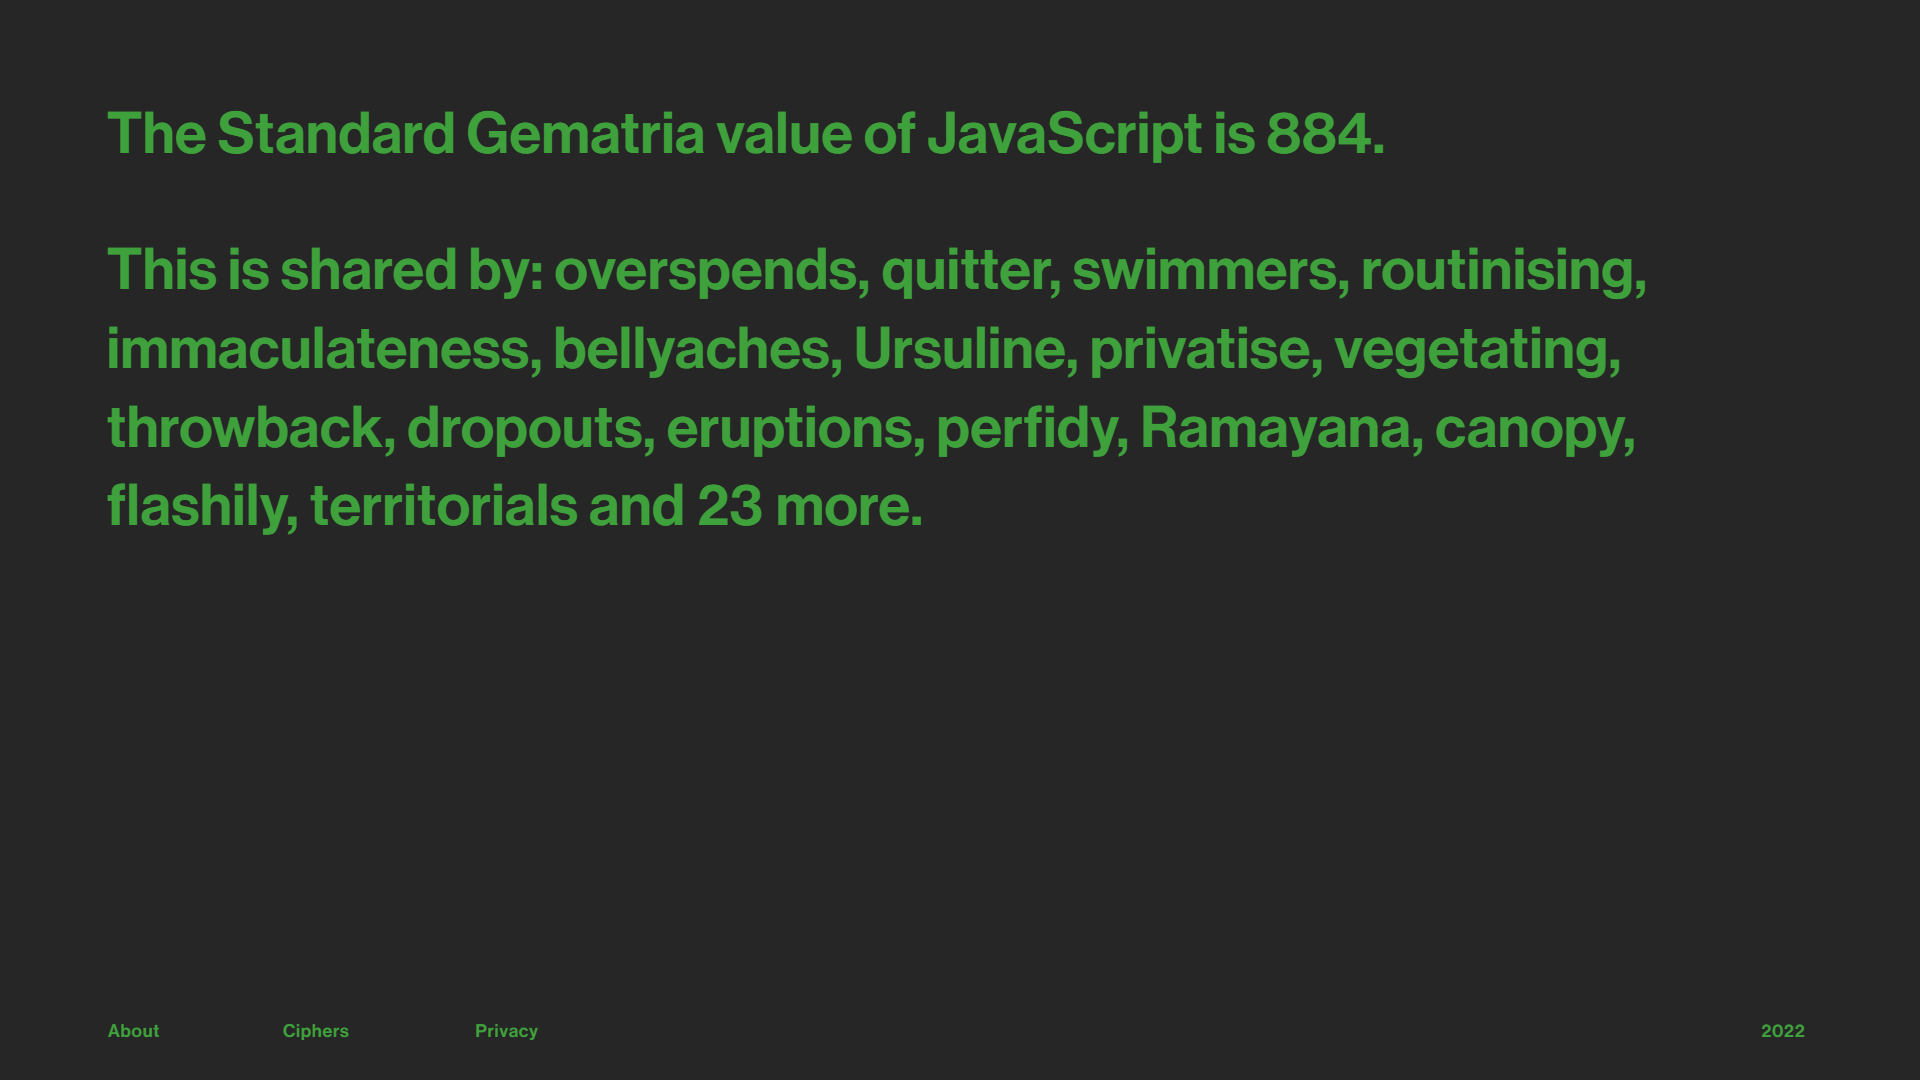 The Standard Gematria value of JavaScript is 884.
This is shared by: overspends, quitter, swimmers, routinising,
immaculateness, bellyaches, Ursuline, privatise, vegetating,
throwback, dropouts, eruptions, perfidy, Ramayana, canopy,
flashily, territorials and 23 more.
About Ciphers Privacy 2022